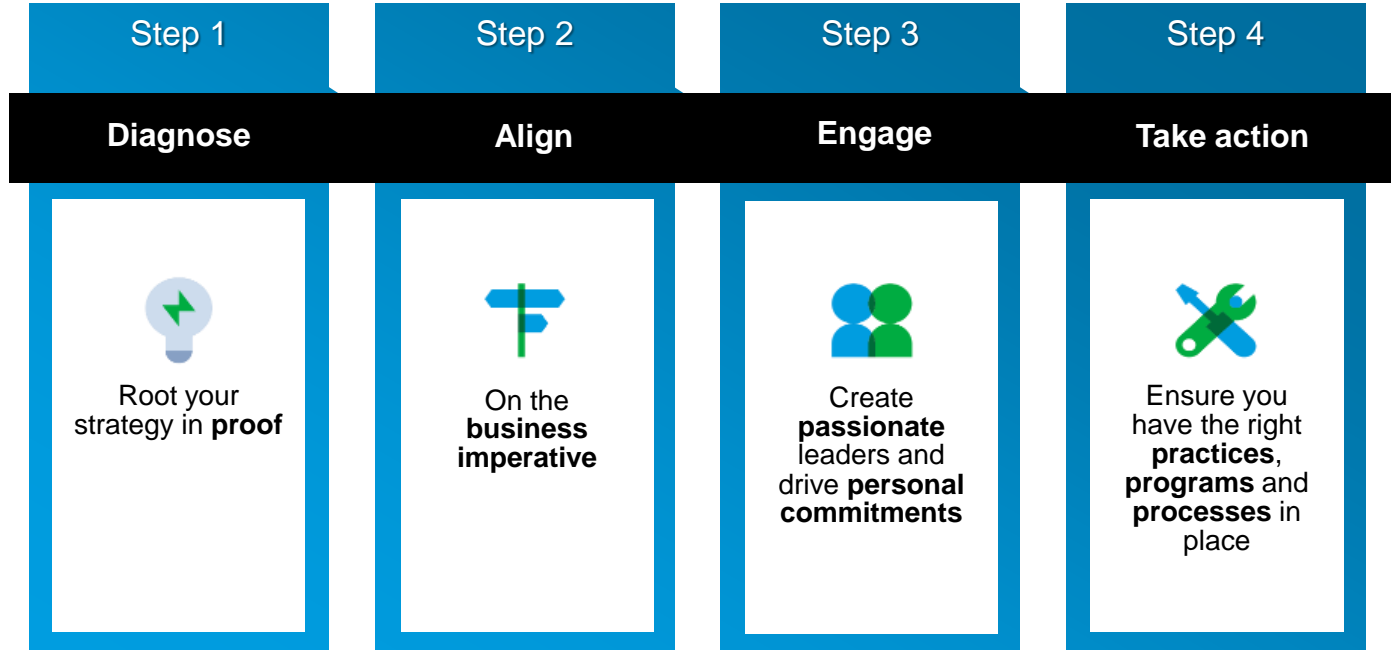 Step 1
Step 2
Step 3
Step 4
Diagnose
Align
Engage
Take action
Root your
strategy in proof
On the
business
imperative
Create
passionate
leaders and
drive personal
commitments
Ensure you
have the right
practices,
programs and
processes in
place